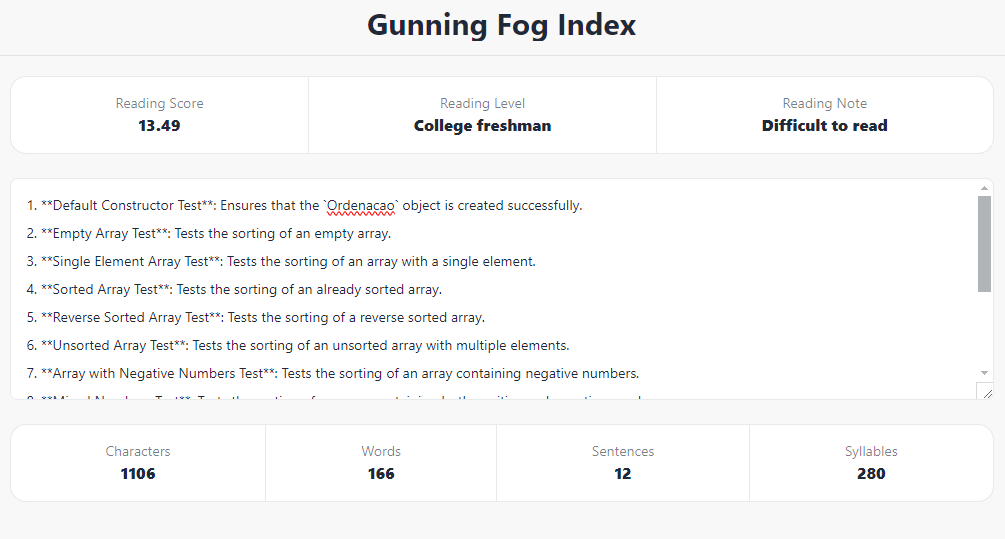 Gunning Fog Index
Reading Score
13.49
Reading Level
College freshman
Reading Note
Difficult to read
1. **Default Constructor Test**: Ensures that the `Ordenacao` object is created successfully.
2. **Empty Array Test**: Tests the sorting of an empty array.
3. **Single Element Array Test**: Tests the sorting of an array with a single element.
4. **Sorted Array Test**: Tests the sorting of an already sorted array.
5. **Reverse Sorted Array Test**: Tests the sorting of a reverse sorted array.
6. **Unsorted Array Test**: Tests the sorting of an unsorted array with multiple elements.
7. **Array with Negative Numbers Test**: Tests the sorting of an array containing negative numbers.
Characters
1106
Words
166
Sentences
12
Syllables
280